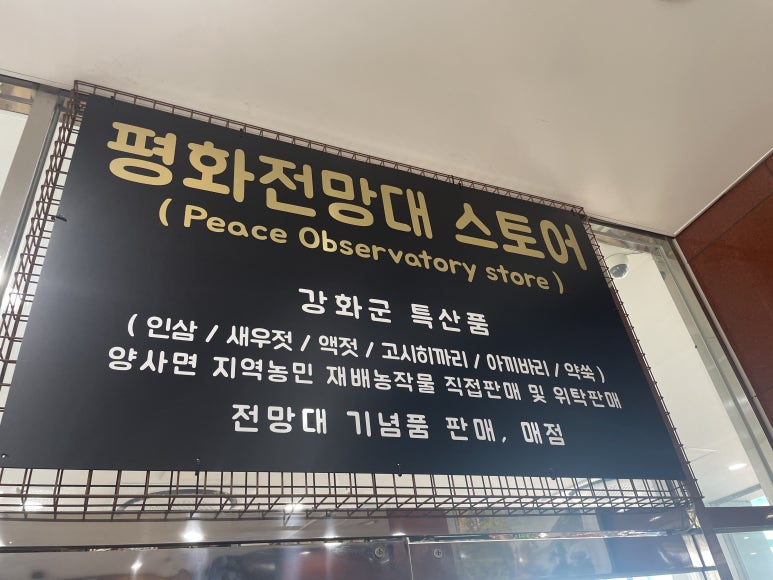 평화전망대 스토어
( Peace Observatory store )
강화군 특산품
( 인삼 / 새우젓 / 액젓 / 고시히까리 / 아끼바리 / 약쑥 )
양사면 지역농민 재배농작물 직접판매 및 위탁판매
전망대 기념품 판매, 매점